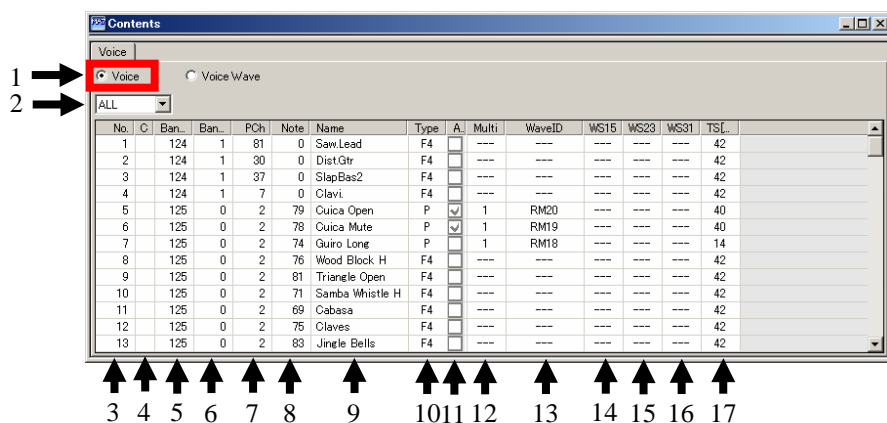 Contents
Voice
1 Voice Voice Wave
2 ALL
No. C Ban... Ban... PCh Note Name Type A. Multi WaveID WS15 WS23 WS31 TS[...
1 124 1 81 0 Saw.Lead F4 --- --- --- --- --- 42
2 124 1 30 0 Dist.Gtr F4 --- --- --- --- --- 42
3 124 1 37 0 SlapBas2 F4 --- --- --- --- --- 42
4 124 1 7 0 Clavi. F4 --- --- --- --- --- 42
5 125 0 2 79 Cuica Open P 1 RM20 --- --- --- 40
6 125 0 2 78 Cuica Mute P 1 RM19 --- --- --- 40
7 125 0 2 74 Guiro Long P 1 RM18 --- --- --- 14
8 125 0 2 76 Wood Block H F4 --- --- --- --- --- 42
9 125 0 2 81 Triangle Open F4 --- --- --- --- --- 42
10 125 0 2 71 Samba Whistle H F4 --- --- --- --- --- 42
11 125 0 2 69 Cabasa F4 --- --- --- --- --- 42
12 125 0 2 75 Claves F4 --- --- --- --- --- 42
13 125 0 2 83 Jingle Bells F4 --- --- --- --- --- 42
3 4 5 6 7 8 9 10 11 12 13 14 15 16 17